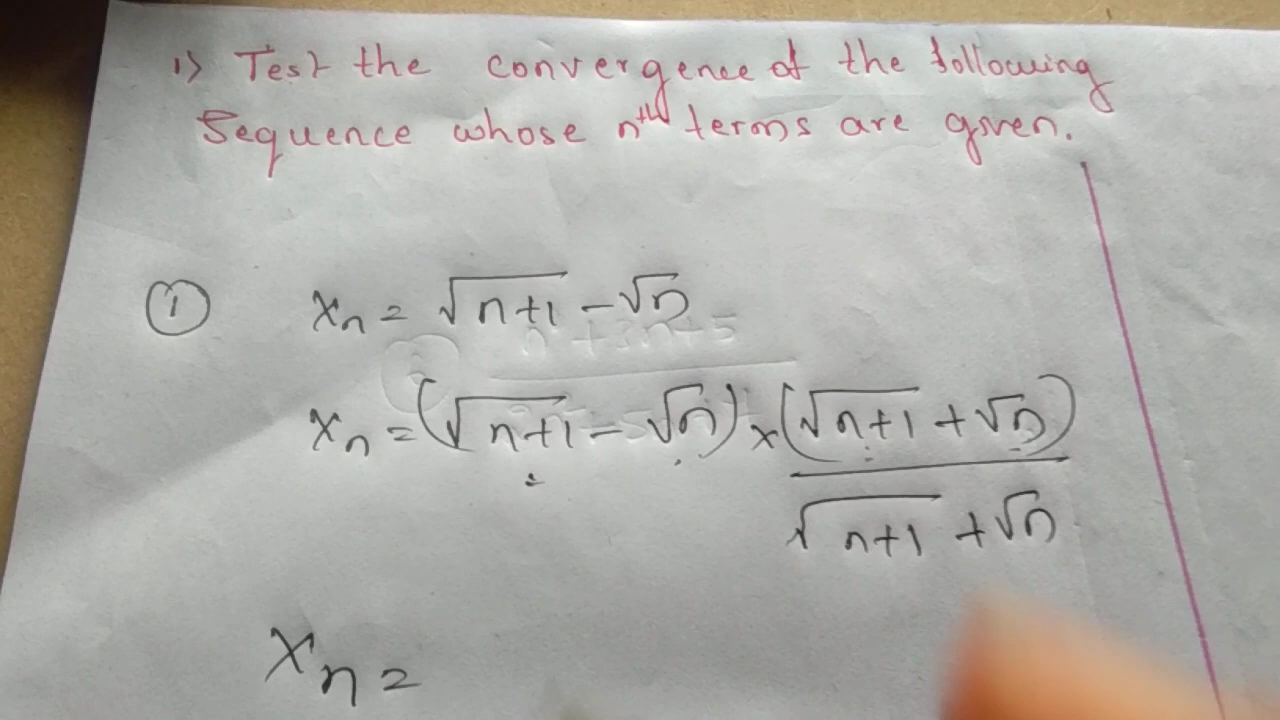 1) Test the convergence of the following
Sequence whose nth terms are given.
① xn = √n+1 - √n
xn = (√n+1 - √n) × (√n+1 + √n)
√n+1 + √n
xn =